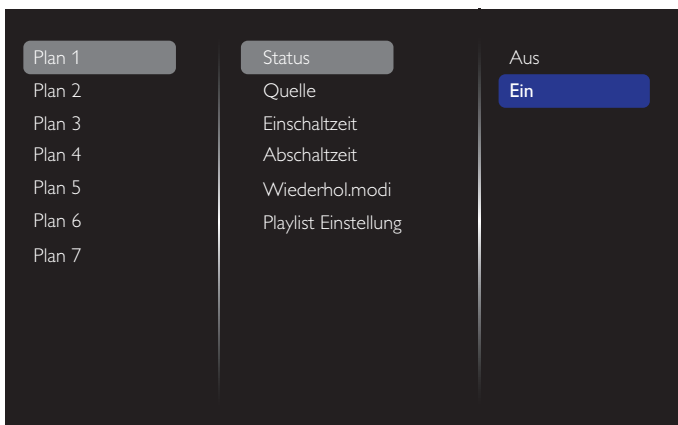 Plan 1
Plan 2
Plan 3
Plan 4
Plan 5
Plan 6
Plan 7
Status
Quelle
Einschaltzeit
Abschaltzeit
Wiederhol.modi
Playlist Einstellung
Aus
Ein